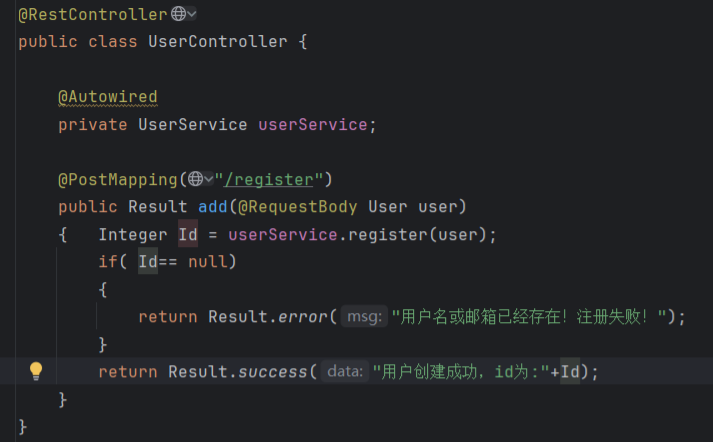 @RestController
public class UserController {
@Autowired
private UserService userService;
@PostMapping("/register")
public Result add(@RequestBody User user)
{   Integer Id = userService.register(user);
if( Id== null)
{
return Result.error( msg: "用户名或邮箱已经存在！注册失败！");
}
return Result.success( data: "用户创建成功，id为:"+Id);
}
}